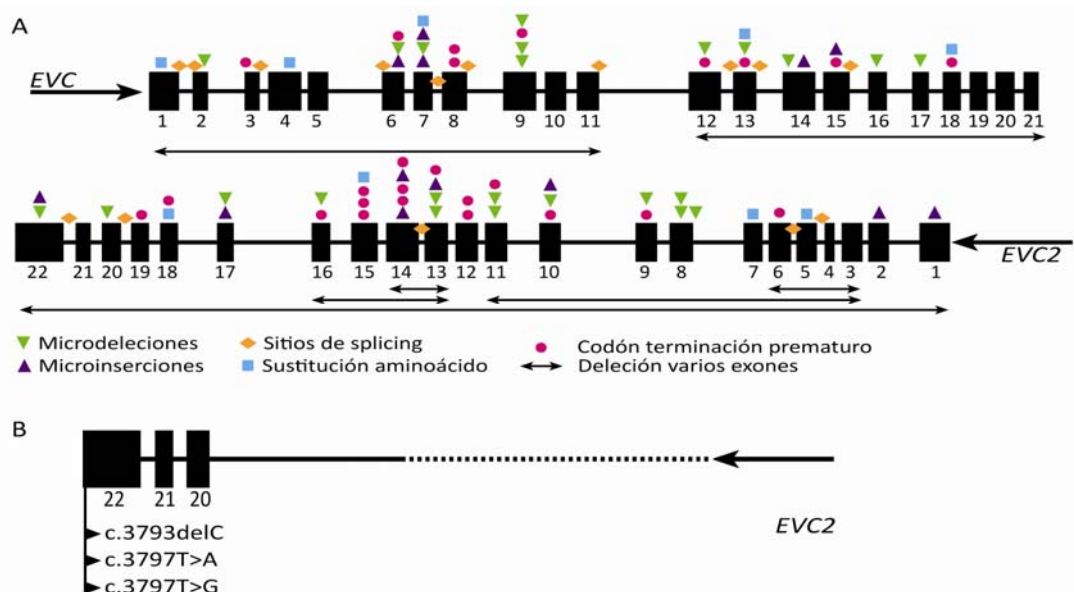 A
EVC
1 2 3 4 5 6 7 8 9 10 11 12 13 14 15 16 17 18 19 20 21
22 21 20 19 18 17 16 15 14 13 12 11 10 9 8 7 6 5 4 3 2 1
EVC2
Microdeleciones Sitios de splicing Codón terminación prematuro
Microinserciones Sustitución aminoácido Deleción varios exones
B
22 21 20
EVC2
c.3793delC
c.3797T>A
c.3797T>G